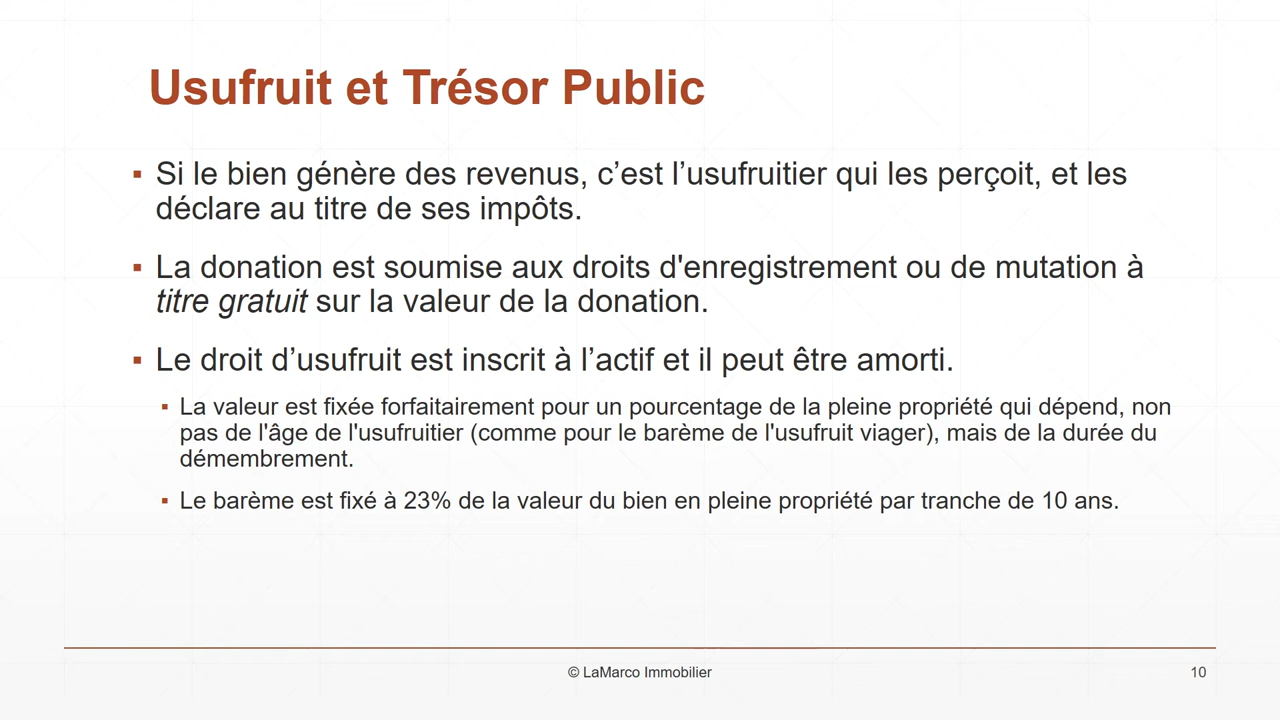 Usufruit et Trésor Public
▪ Si le bien génère des revenus, c’est l’usufruitier qui les perçoit, et les
déclare au titre de ses impôts.
▪ La donation est soumise aux droits d'enregistrement ou de mutation à
titre gratuit sur la valeur de la donation.
▪ Le droit d’usufruit est inscrit à l’actif et il peut être amorti.
▪ La valeur est fixée forfaitairement pour un pourcentage de la pleine propriété qui dépend, non
pas de l'âge de l'usufruitier (comme pour le barème de l'usufruit viager), mais de la durée du
démembrement.
▪ Le barème est fixé à 23% de la valeur du bien en pleine propriété par tranche de 10 ans.
© LaMarco Immobilier
10